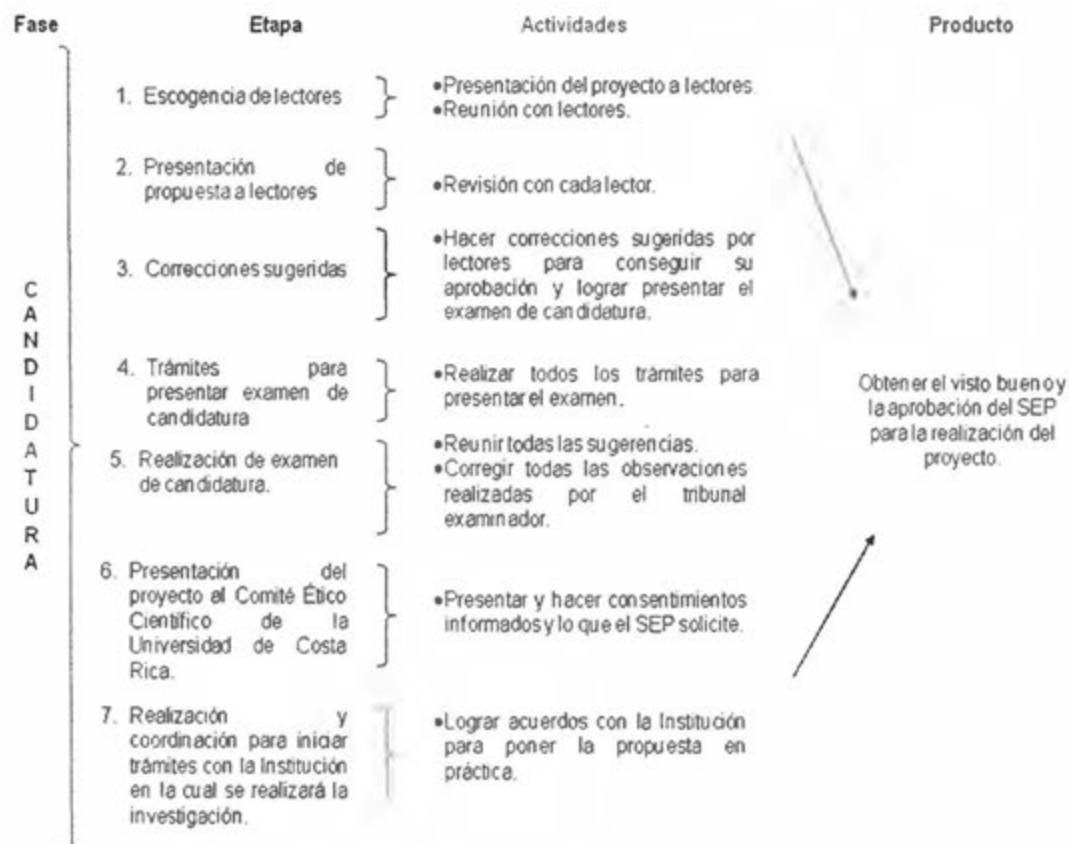 Fase Etapa Actividades Producto
CANDIDATURA
1. Escogencia de lectores
•Presentación del proyecto a lectores.
•Reunión con lectores.
2. Presentación de
propuesta a lectores
•Revisión con cada lector.
3. Correcciones sugeridas
•Hacer correcciones sugeridas por
lectores para conseguir su
aprobación y lograr presentar el
examen de candidatura.
4. Trámites para
presentar examen de
candidatura
•Realizar todos los trámites para
presentar el examen.
5. Realización de examen
de candidatura.
•Reunir todas las sugerencias.
•Corregir todas las observaciones
realizadas por el tribunal
examinador.
6. Presentación del
proyecto al Comité Ético
Científico de la
Universidad de Costa
Rica.
•Presentar y hacer consentimientos
informados y lo que el SEP solicite.
7. Realización y
coordinación para iniciar
trámites con la Institución
en la cual se realizará la
investigación.
•Lograr acuerdos con la Institución
para poner la propuesta en
práctica.
Obtener el visto bueno y
la aprobación del SEP
para la realización del
proyecto.